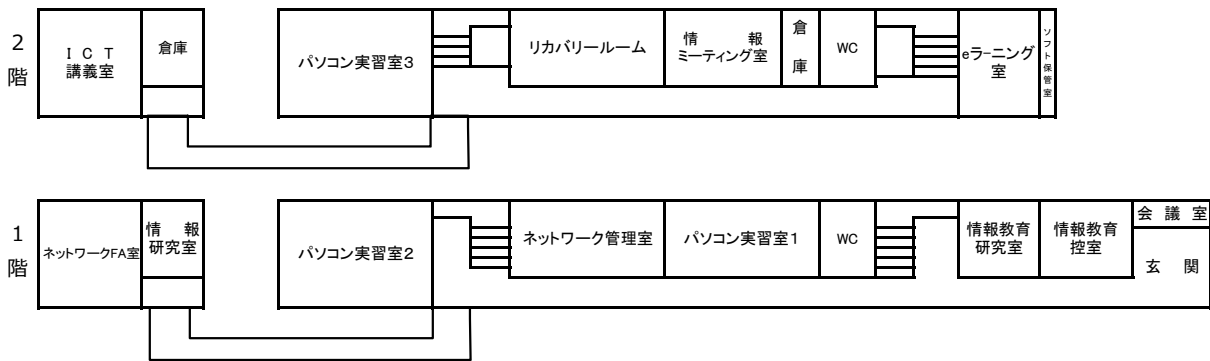 2階
ＩＣＴ
講義室
倉庫
パソコン実習室3
リカバリールーム
情　報
ミーティング室
倉庫
WC
eラーニング
室
ソフト保管室
1階
ネットワークFA室
情　報
研究室
パソコン実習室2
ネットワーク管理室
パソコン実習室1
WC
情報教育
研究室
情報教育
控室
会議室
玄関